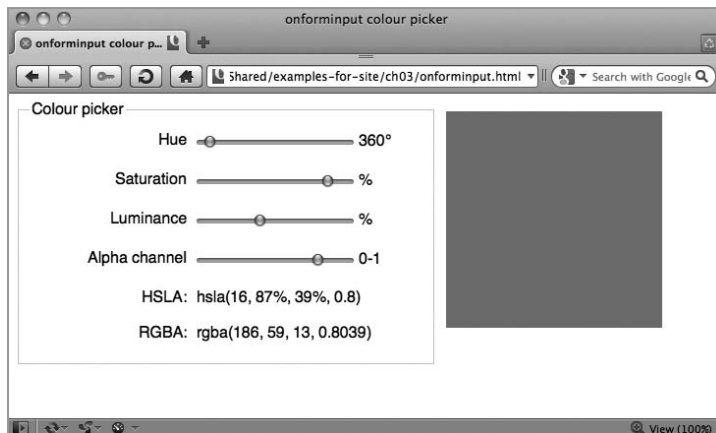 onforminput colour picker
onforminput colour p...
Shared/examples-for-site/ch03/onforminput.html
Search with Google
Colour picker
Hue 360°
Saturation %
Luminance %
Alpha channel 0-1
HSLA: hsla(16, 87%, 39%, 0.8)
RGBA: rgba(186, 59, 13, 0.8039)
View (100%)